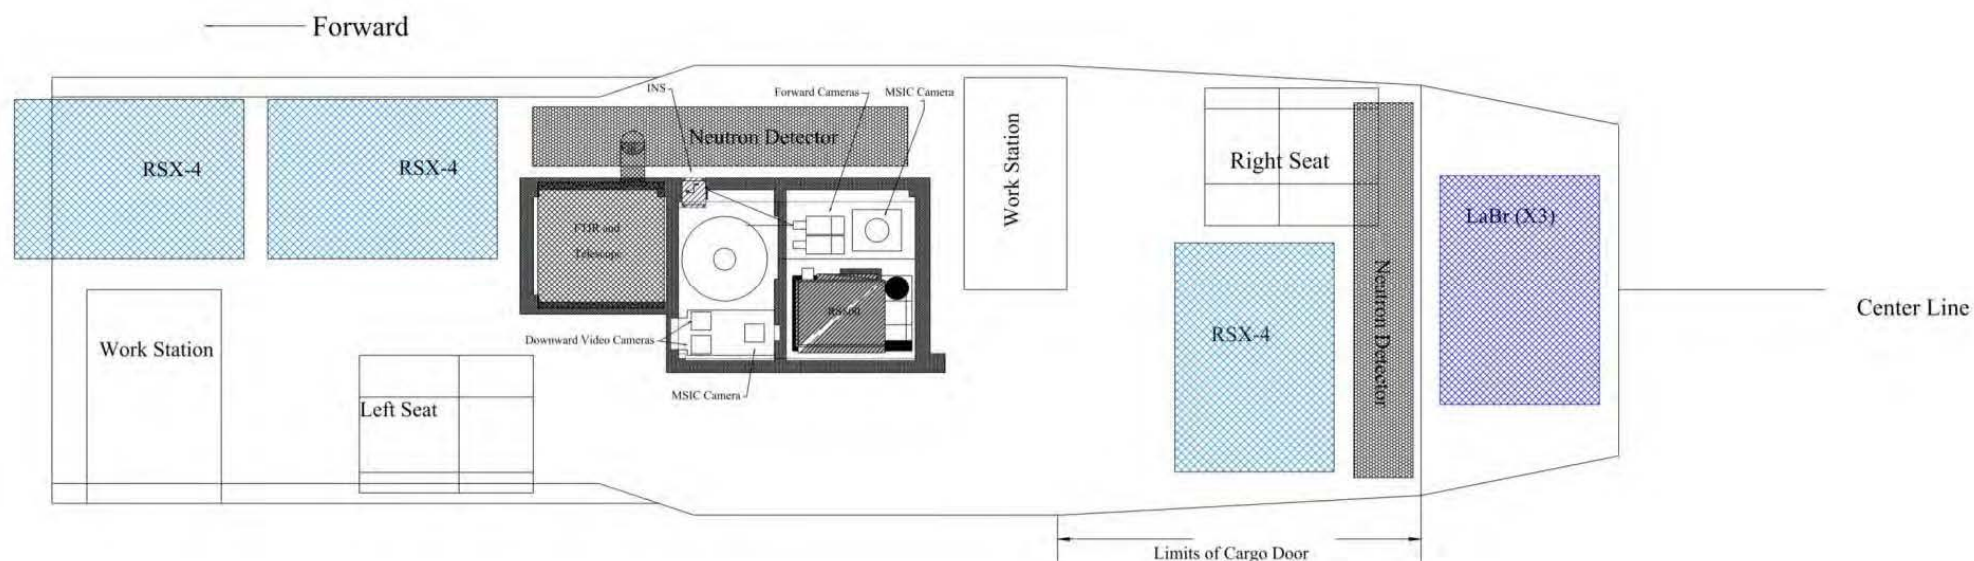 Forward
INS
Forward Cameras
MSIC Camera
Neutron Detector
RSX-4
RSX-4
Work Station
Right Seat
LaBr (X3)
FTIR and
Telescope
RS800
Neutron Detector
Center Line
RSX-4
Work Station
Downward Video Cameras
MSIC Camera
Left Seat
Limits of Cargo Door